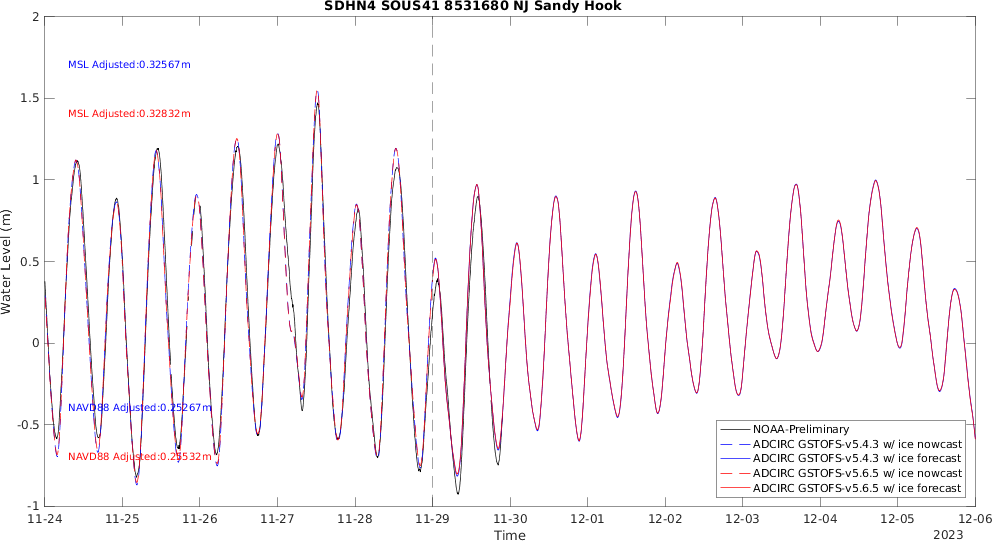 SDHN4 SOUS41 8531680 NJ Sandy Hook
2
1.5
1
0.5
0
-0.5
-1
Water Level (m)
MSL Adjusted:0.32567m
MSL Adjusted:0.32832m
NAVD88 Adjusted:0.25267m
NAVD88 Adjusted:0.25532m
NOAA-Preliminary
ADCIRC GSTOFS-v5.4.3 w/ ice nowcast
ADCIRC GSTOFS-v5.4.3 w/ ice forecast
ADCIRC GSTOFS-v5.6.5 w/ ice nowcast
ADCIRC GSTOFS-v5.6.5 w/ ice forecast
11-24 11-25 11-26 11-27 11-28 11-29 11-30 12-01 12-02 12-03 12-04 12-05 12-06
Time
2023